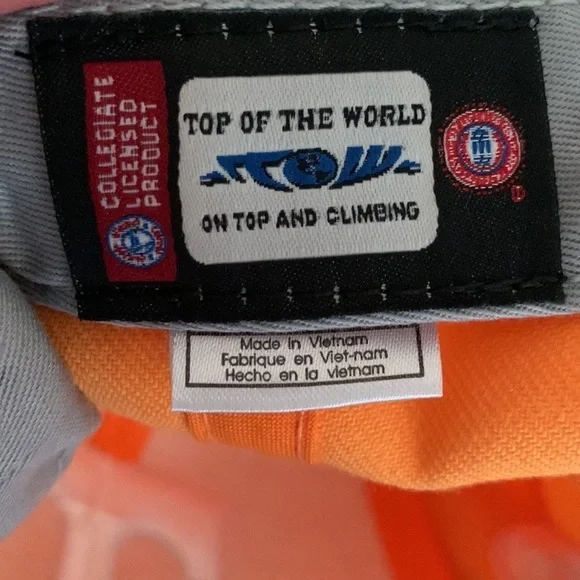 COLLEGIATE
LICENSED
PRODUCT
TOP OF THE WORLD
TOW
ON TOP AND CLIMBING
®
Made in Vietnam
Fabrique en Viet-nam
Hecho en la vietnam